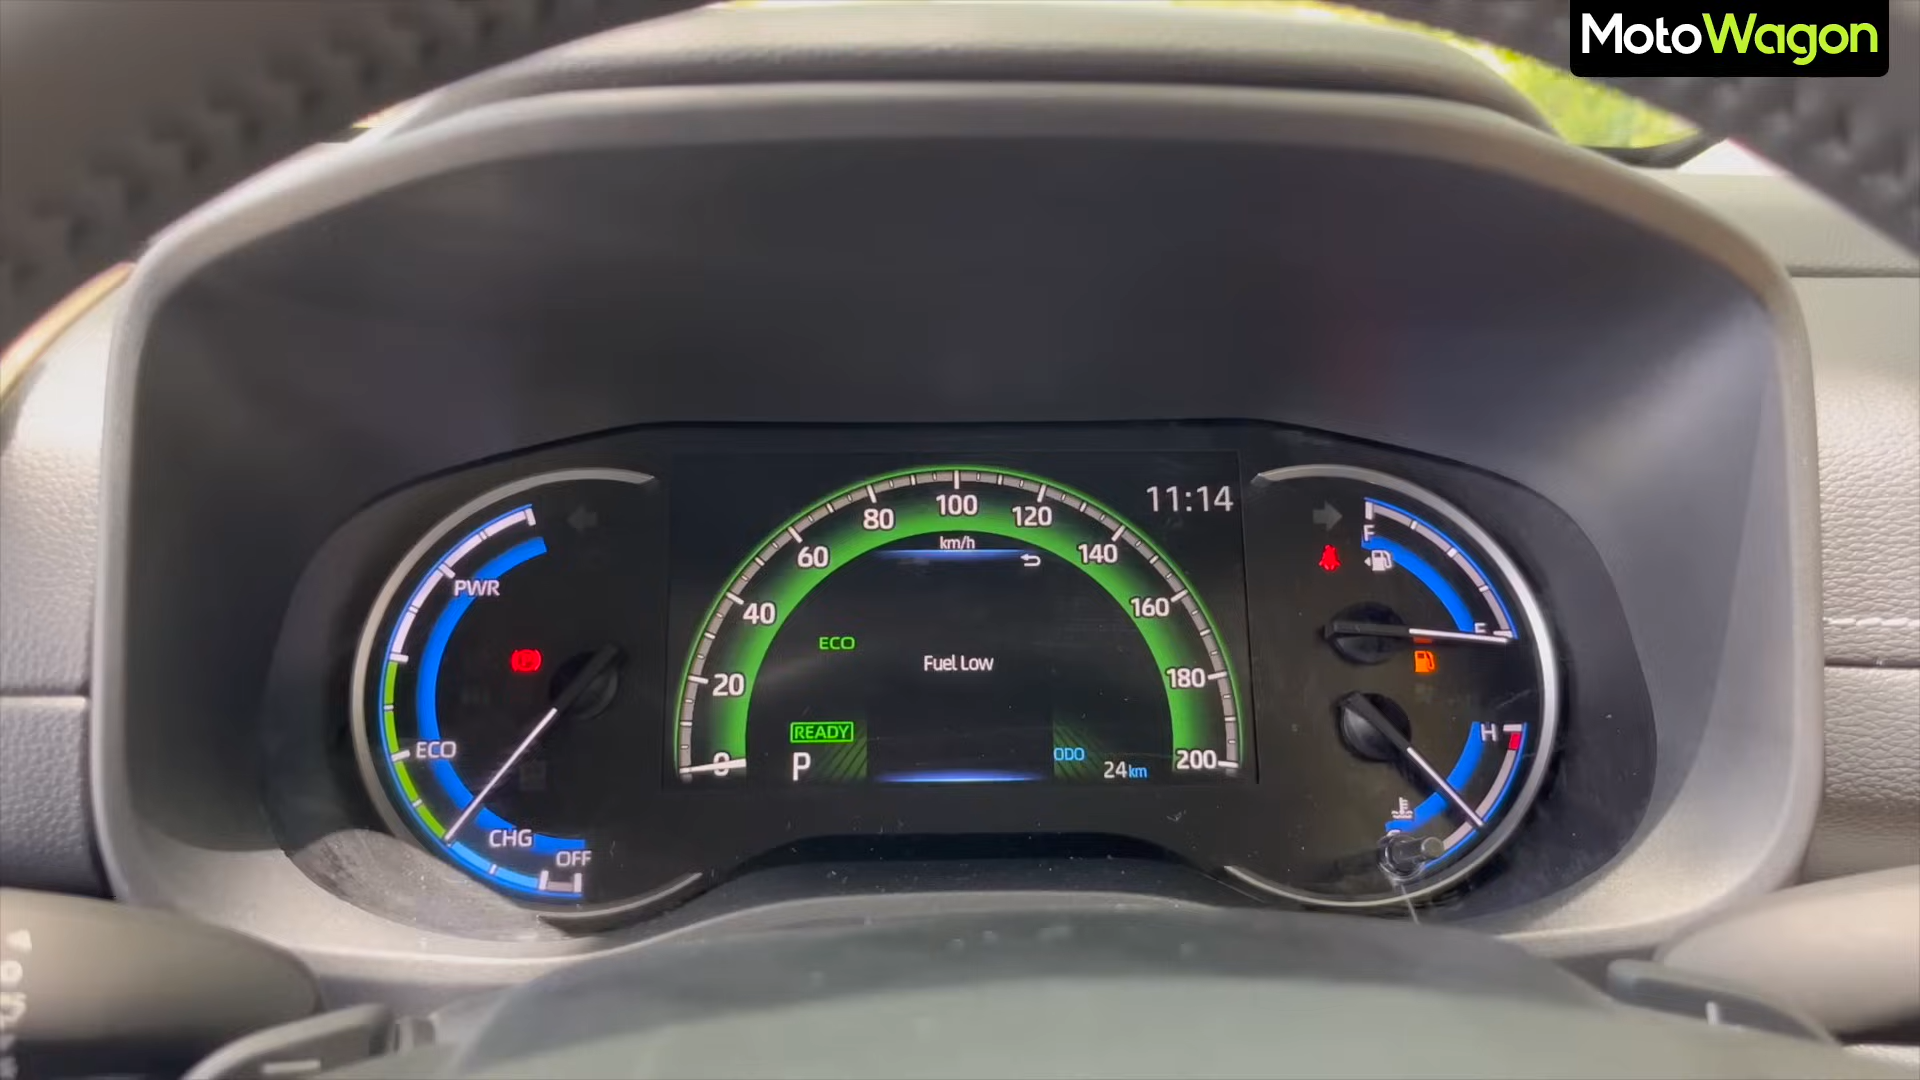 MotoWagon
11:14
0
20
40
60
80
100
120
140
160
180
200
km/h
PWR
ECO
CHG
OFF
ECO
Fuel Low
READY
P
ODO
24km
F
E
H